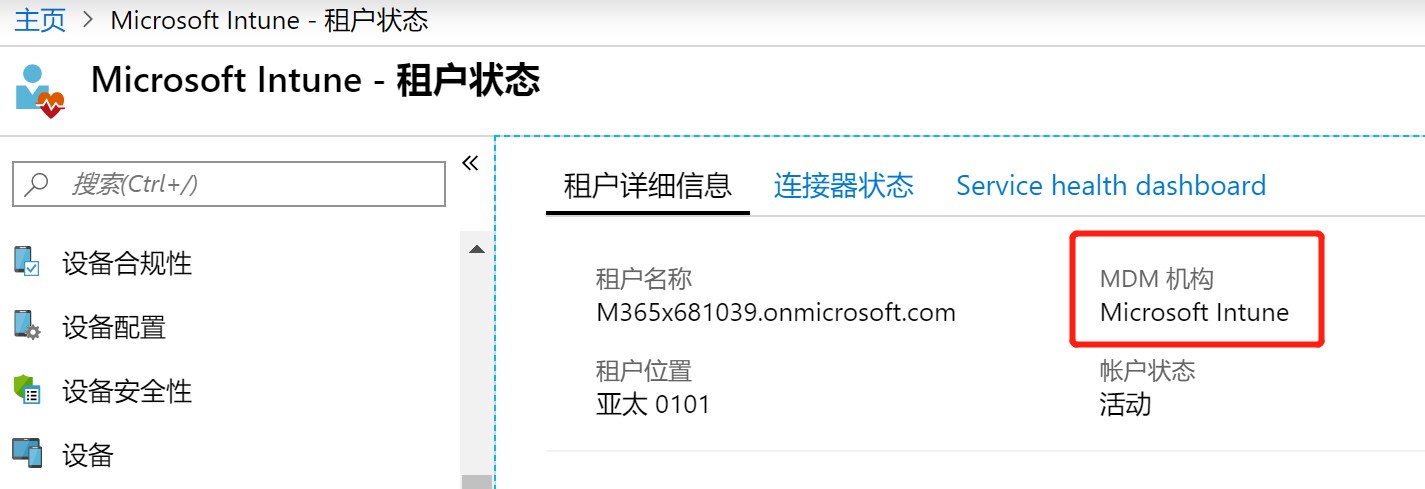 主页 > Microsoft Intune - 租户状态
Microsoft Intune - 租户状态
搜索(Ctrl+/)
«
设备合规性
设备配置
设备安全性
设备
租户详细信息 连接器状态 Service health dashboard
租户名称
M365x681039.onmicrosoft.com
MDM 机构
Microsoft Intune
租户位置
亚太 0101
帐户状态
活动